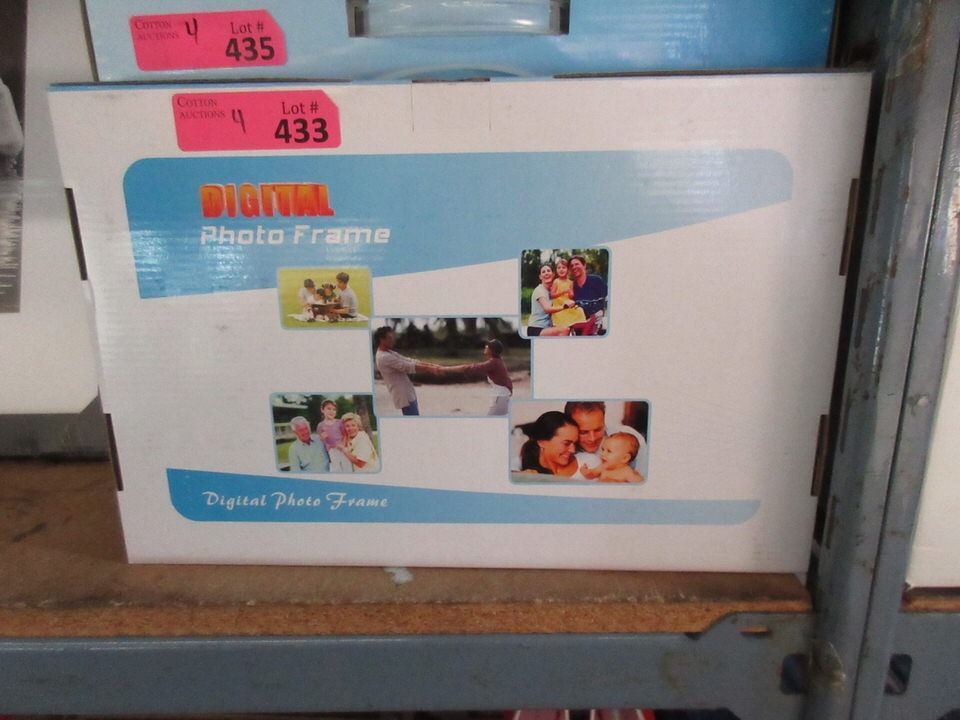 COTTON
AUCTIONS 4
Lot #
435
COTTON
AUCTIONS 4
Lot #
433
DIGITAL
Photo Frame
Digital Photo Frame